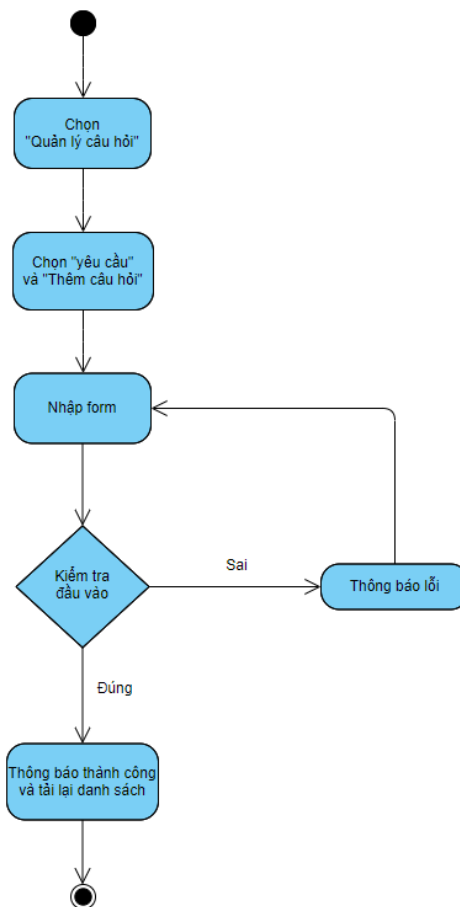 Chọn
"Quản lý câu hỏi"
Chọn "yêu cầu"
và "Thêm câu hỏi"
Nhập form
Kiểm tra
đầu vào
Sai
Thông báo lỗi
Đúng
Thông báo thành công
và tải lại danh sách